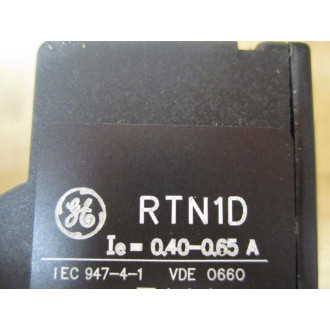 GE RTN1D
Ie = 0,40-0,65 A
IEC 947-4-1 VDE 0660